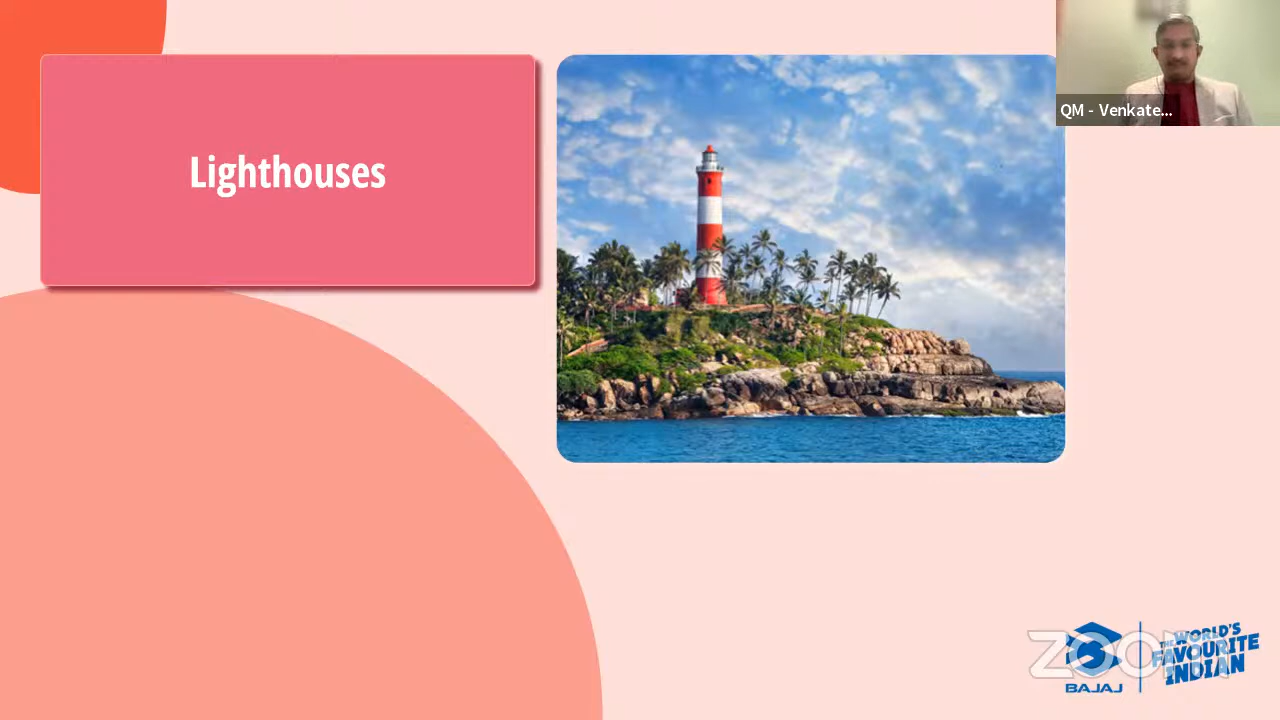 QM - Venkate...
Lighthouses
zoom
BAJAJ
THE WORLD'S
FAVOURITE
INDIAN